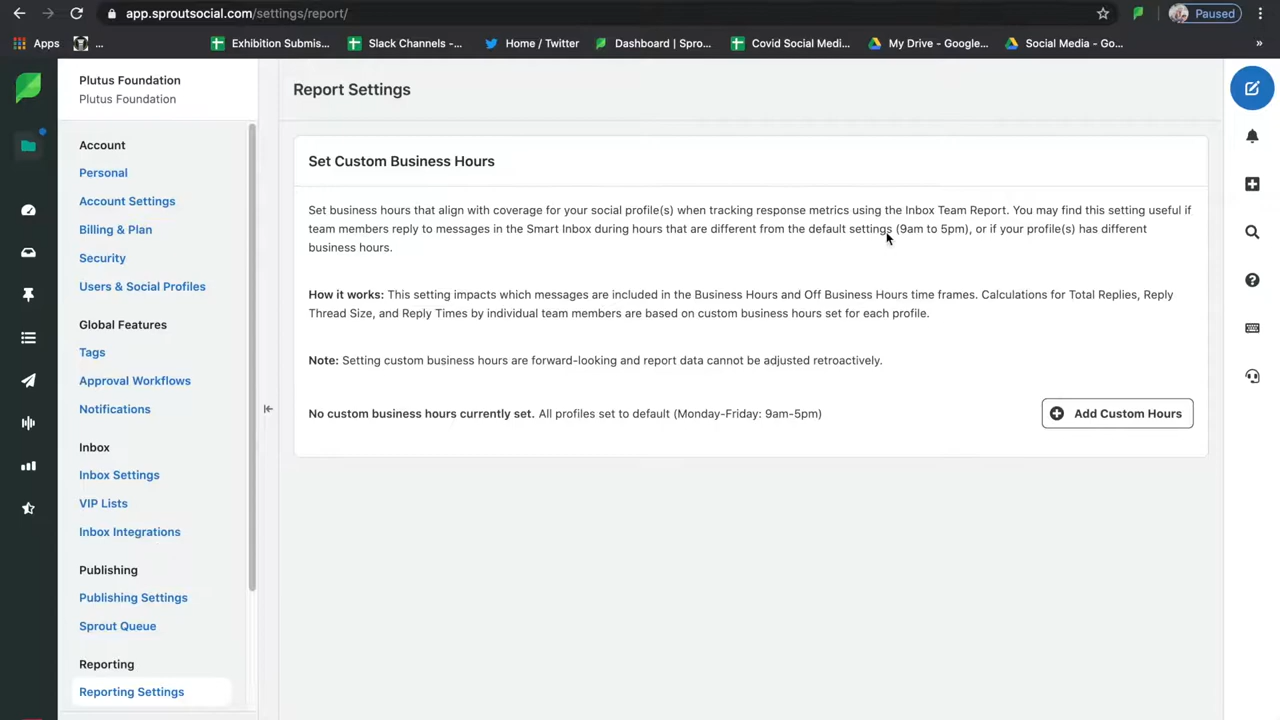 app.sproutsocial.com/settings/report/
Paused
Apps
...
Exhibition Submis...
Slack Channels -...
Home / Twitter
Dashboard | Spro...
Covid Social Medi...
My Drive - Google...
Social Media - Go...
»
Plutus Foundation
Plutus Foundation
Account
Personal
Account Settings
Billing & Plan
Security
Users & Social Profiles
Global Features
Tags
Approval Workflows
Notifications
Inbox
Inbox Settings
VIP Lists
Inbox Integrations
Publishing
Publishing Settings
Sprout Queue
Reporting
Reporting Settings
Report Settings
Set Custom Business Hours
Set business hours that align with coverage for your social profile(s) when tracking response metrics using the Inbox Team Report. You may find this setting useful if
team members reply to messages in the Smart Inbox during hours that are different from the default settings (9am to 5pm), or if your profile(s) has different
business hours.
How it works: This setting impacts which messages are included in the Business Hours and Off Business Hours time frames. Calculations for Total Replies, Reply
Thread Size, and Reply Times by individual team members are based on custom business hours set for each profile.
Note: Setting custom business hours are forward-looking and report data cannot be adjusted retroactively.
No custom business hours currently set. All profiles set to default (Monday-Friday: 9am-5pm)
Add Custom Hours